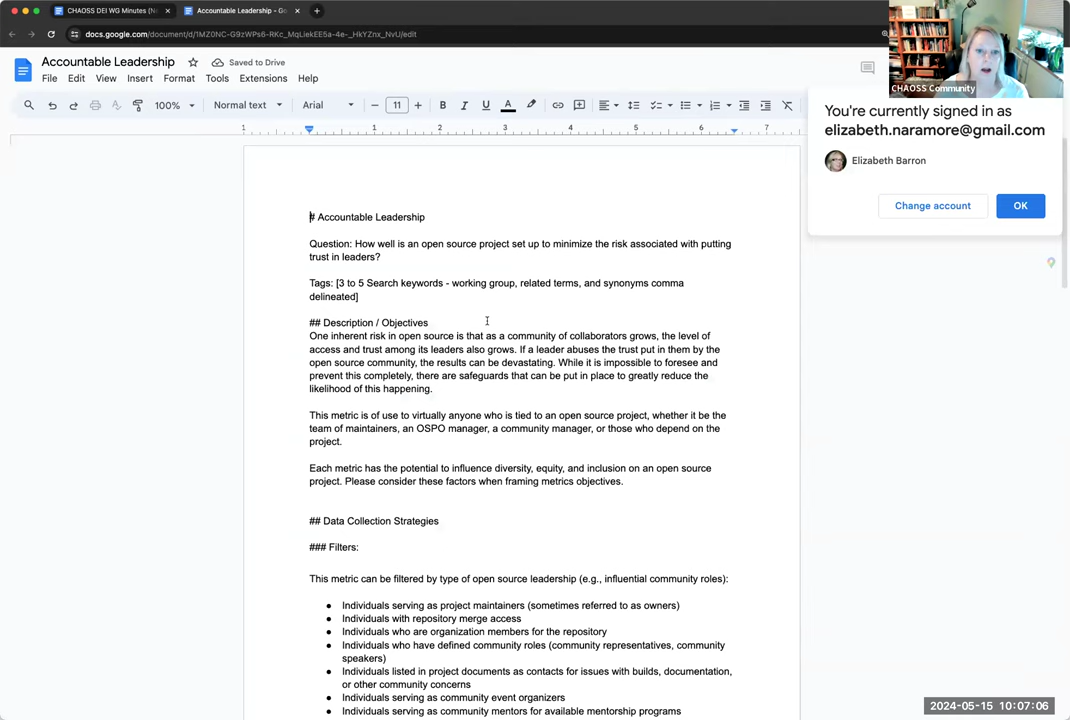 CHAOSS DEI WG Minutes (N
Accountable Leadership - Go
docs.google.com/document/d/1MZ0NC-G9zWPs6-RKc_MqLiekEE5a-4e-_HkYZnx_NvU/edit
Accountable Leadership
Saved to Drive
File Edit View Insert Format Tools Extensions Help
100% Normal text Arial 11 B I U A
1 1 2 3 4 5 6 7
CHAOSS Community
You're currently signed in as
elizabeth.naramore@gmail.com
Elizabeth Barron
Change account OK
# Accountable Leadership
Question: How well is an open source project set up to minimize the risk associated with putting
trust in leaders?
Tags: [3 to 5 Search keywords - working group, related terms, and synonyms comma
delineated]
## Description / Objectives
One inherent risk in open source is that as a community of collaborators grows, the level of
access and trust among its leaders also grows. If a leader abuses the trust put in them by the
open source community, the results can be devastating. While it is impossible to foresee and
prevent this completely, there are safeguards that can be put in place to greatly reduce the
likelihood of this happening.
This metric is of use to virtually anyone who is tied to an open source project, whether it be the
team of maintainers, an OSPO manager, a community manager, or those who depend on the
project.
Each metric has the potential to influence diversity, equity, and inclusion on an open source
project. Please consider these factors when framing metrics objectives.
## Data Collection Strategies
### Filters:
This metric can be filtered by type of open source leadership (e.g., influential community roles):
● Individuals serving as project maintainers (sometimes referred to as owners)
● Individuals with repository merge access
● Individuals who are organization members for the repository
● Individuals who have defined community roles (community representatives, community
speakers)
● Individuals listed in project documents as contacts for issues with builds, documentation,
or other community concerns
● Individuals serving as community event organizers
● Individuals serving as community mentors for available mentorship programs
2024-05-15 10:07:06